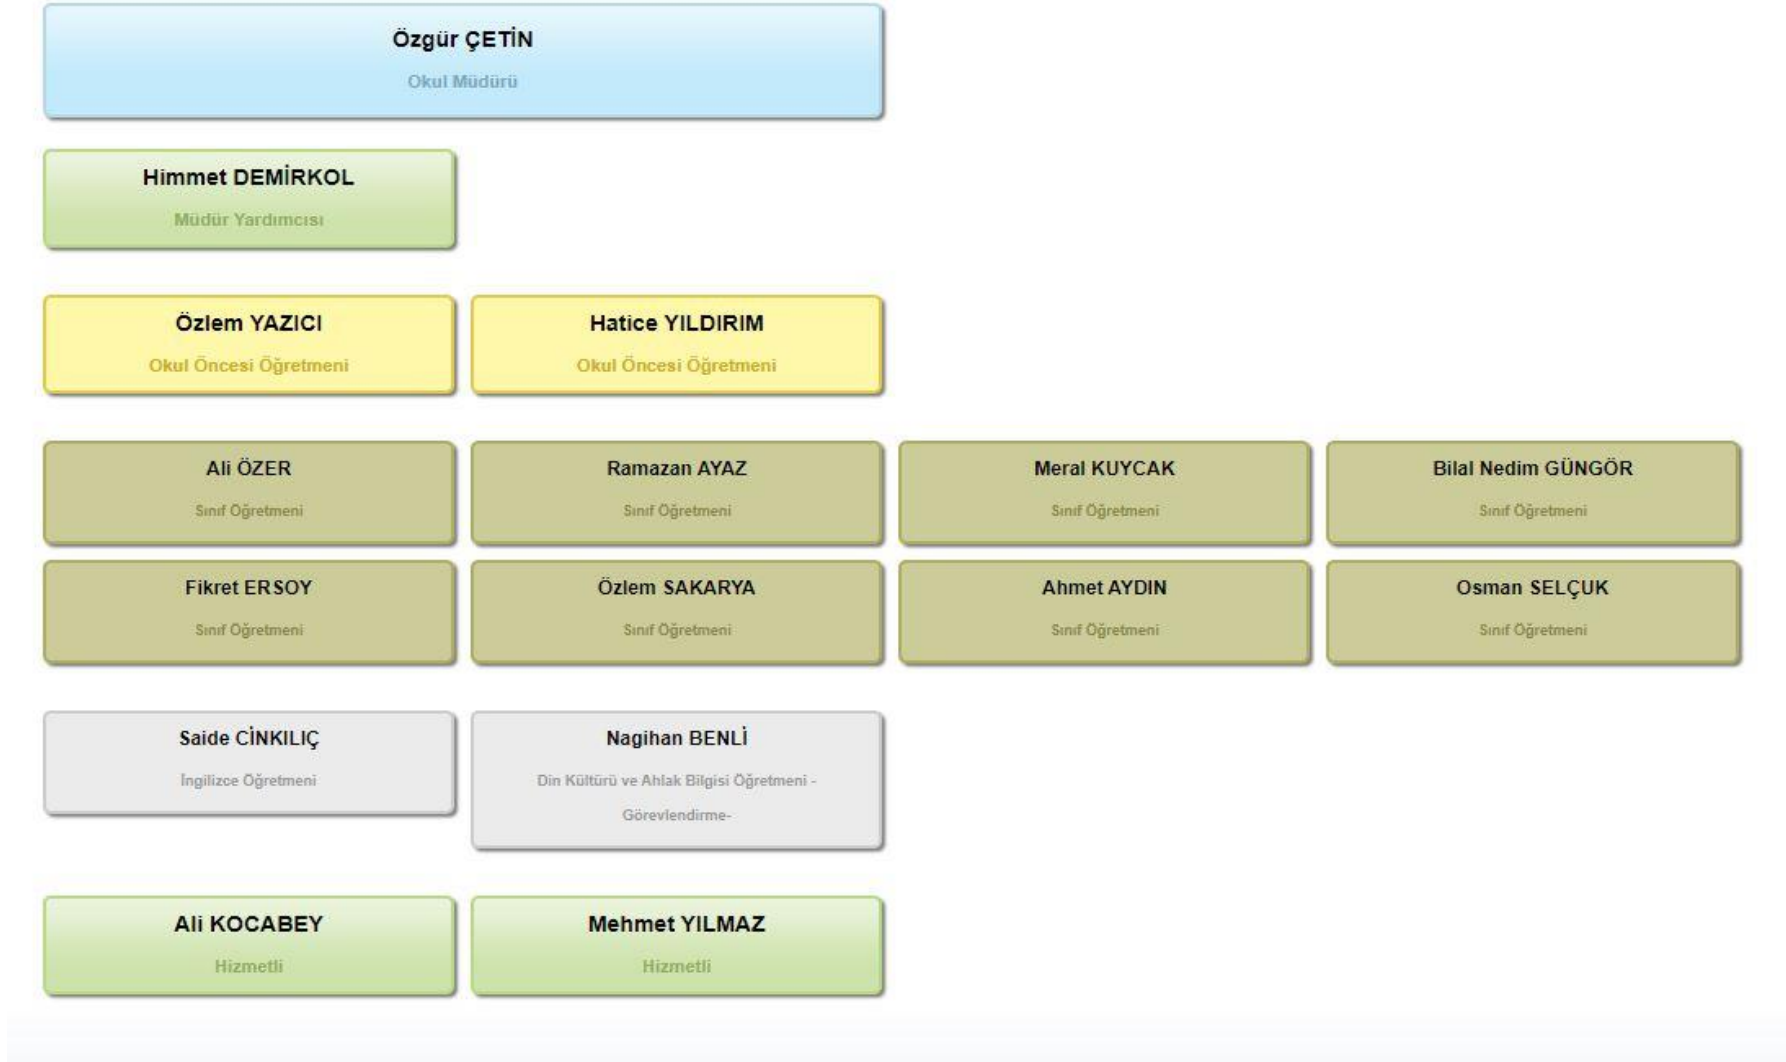 Özgür ÇETİN
Okul Müdürü
Himmet DEMİRKOL
Müdür Yardımcısı
Özlem YAZICI
Okul Öncesi Öğretmeni
Hatice YILDIRIM
Okul Öncesi Öğretmeni
Ali ÖZER
Sınıf Öğretmeni
Ramazan AYAZ
Sınıf Öğretmeni
Meral KUYCAK
Sınıf Öğretmeni
Bilal Nedim GÜNGÖR
Sınıf Öğretmeni
Fikret ERSOY
Sınıf Öğretmeni
Özlem SAKARYA
Sınıf Öğretmeni
Ahmet AYDIN
Sınıf Öğretmeni
Osman SELÇUK
Sınıf Öğretmeni
Saide CİNKILIÇ
İngilizce Öğretmeni
Nagihan BENLİ
Din Kültürü ve Ahlak Bilgisi Öğretmeni -
Görevlendirme-
Ali KOCABEY
Hizmetli
Mehmet YILMAZ
Hizmetli